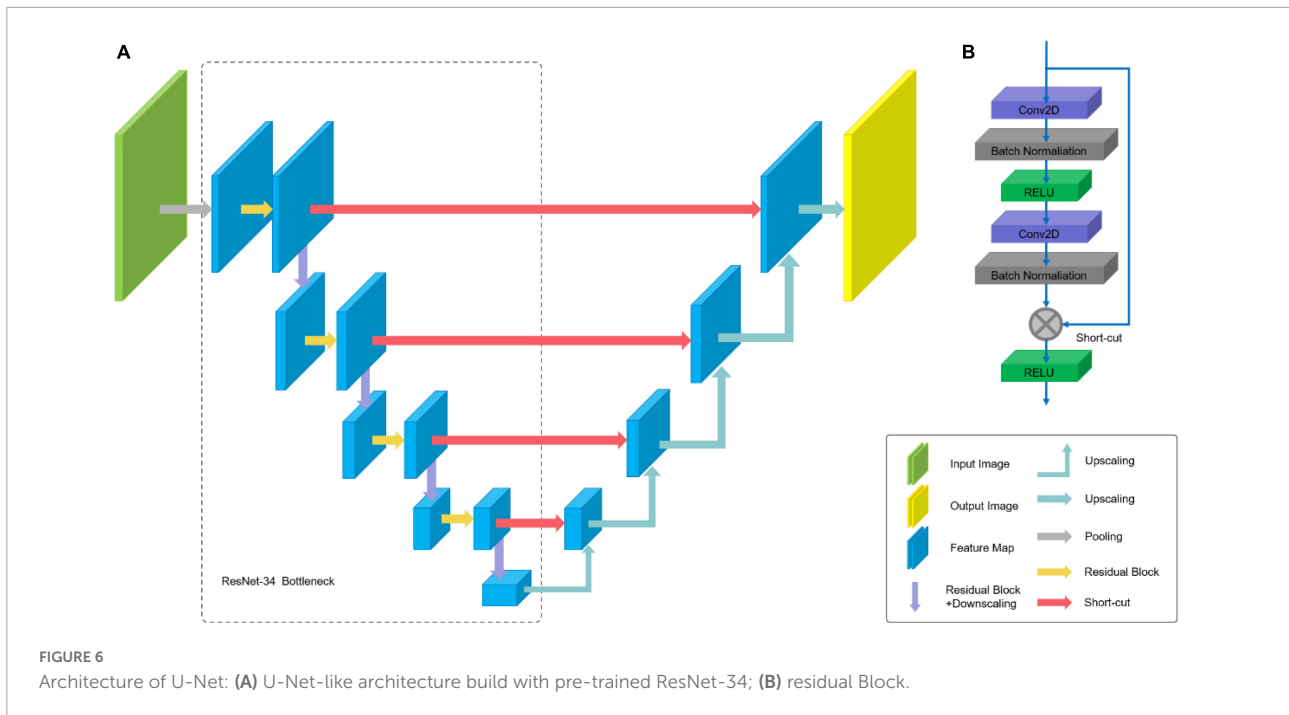 A
B
Conv2D
Batch Normaliation
RELU
Conv2D
Batch Normaliation
Short-cut
RELU
ResNet-34 Bottleneck
Input Image
Upscaling
Output Image
Upscaling
Feature Map
Pooling
Residual Block
Residual Block
+Downscaling
Short-cut
FIGURE 6
Architecture of U-Net: (A) U-Net-like architecture build with pre-trained ResNet-34; (B) residual Block.